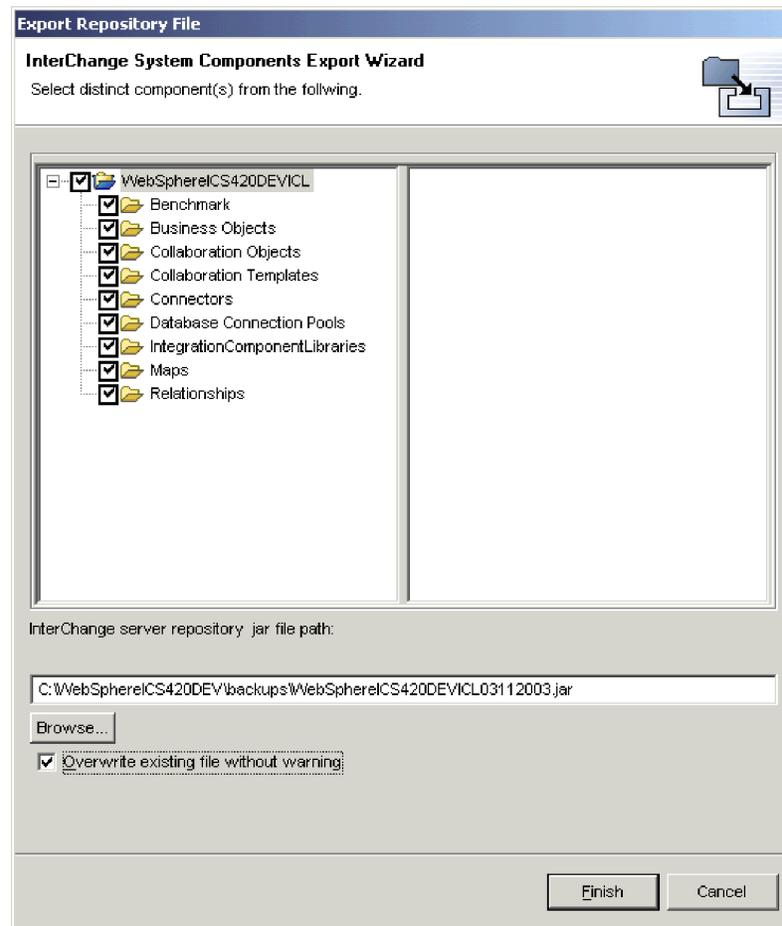 Export Repository File
InterChange System Components Export Wizard
Select distinct component(s) from the follwing.
WebSphereICS420DEVICL
Benchmark
Business Objects
Collaboration Objects
Collaboration Templates
Connectors
Database Connection Pools
IntegrationComponentLibraries
Maps
Relationships
InterChange server repository jar file path:
C:\WebSphereICS420DEV\backups\WebSphereICS420DEVICL03112003.jar
Browse...
Overwrite existing file without warning
Finish
Cancel